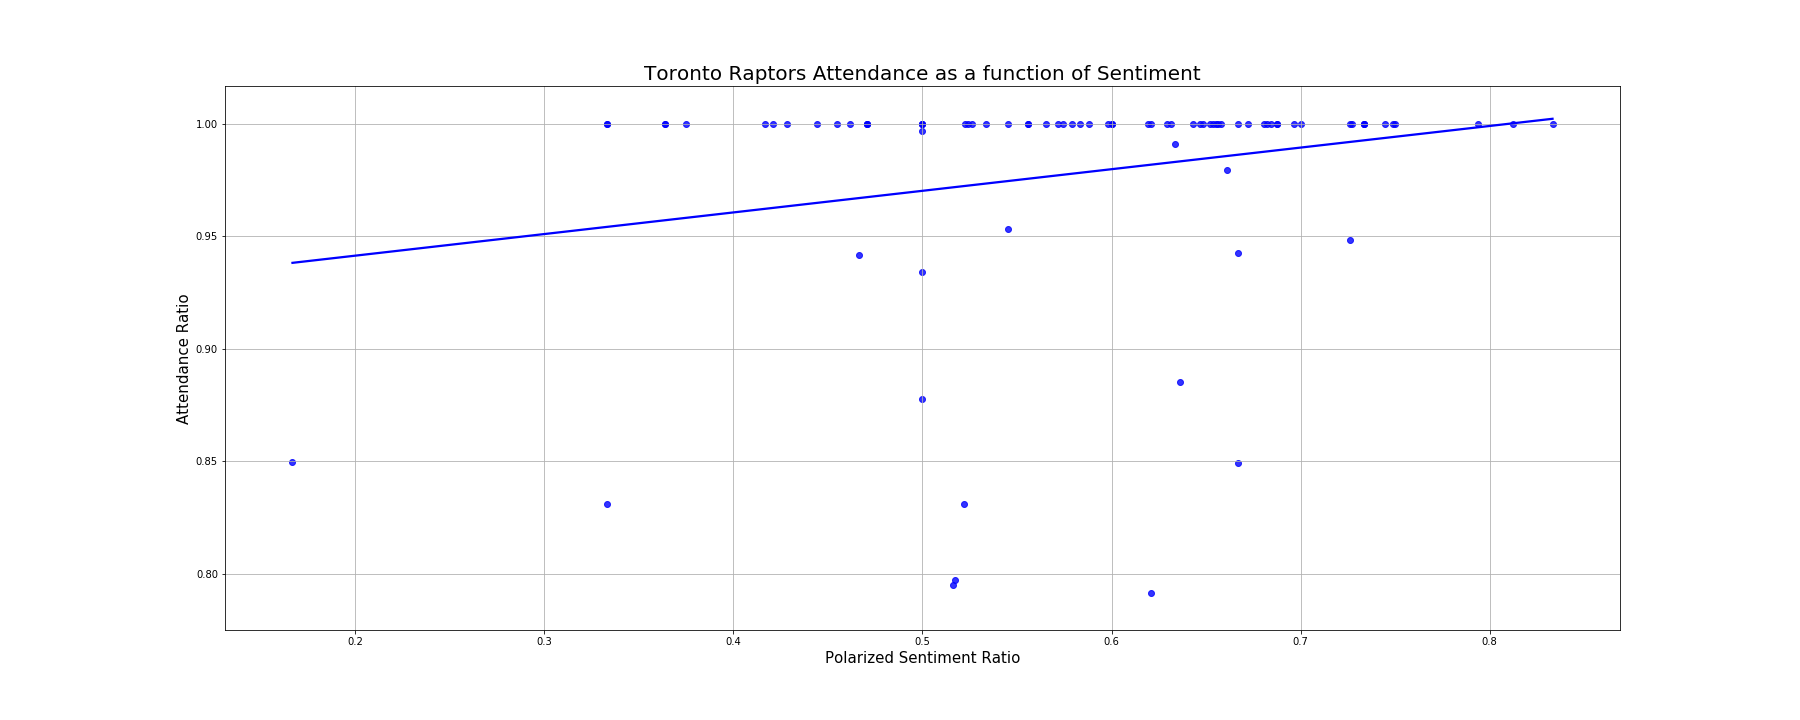 Toronto Raptors Attendance as a function of Sentiment
Attendance Ratio
1.00
0.95
0.90
0.85
0.80
0.2 0.3 0.4 0.5 0.6 0.7 0.8
Polarized Sentiment Ratio